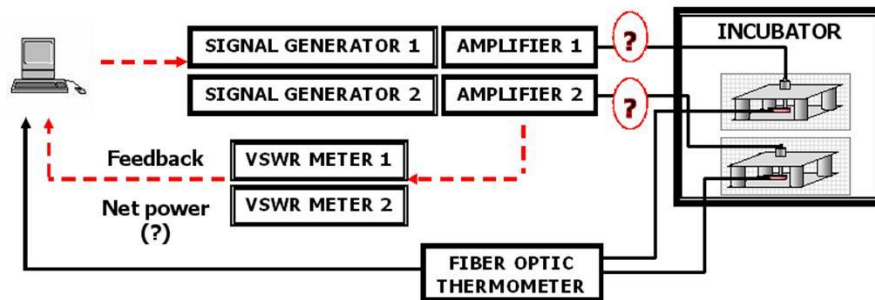 SIGNAL GENERATOR 1
AMPLIFIER 1
?
INCUBATOR
SIGNAL GENERATOR 2
AMPLIFIER 2
?
Feedback
VSWR METER 1
Net power
(?)
VSWR METER 2
FIBER OPTIC
THERMOMETER